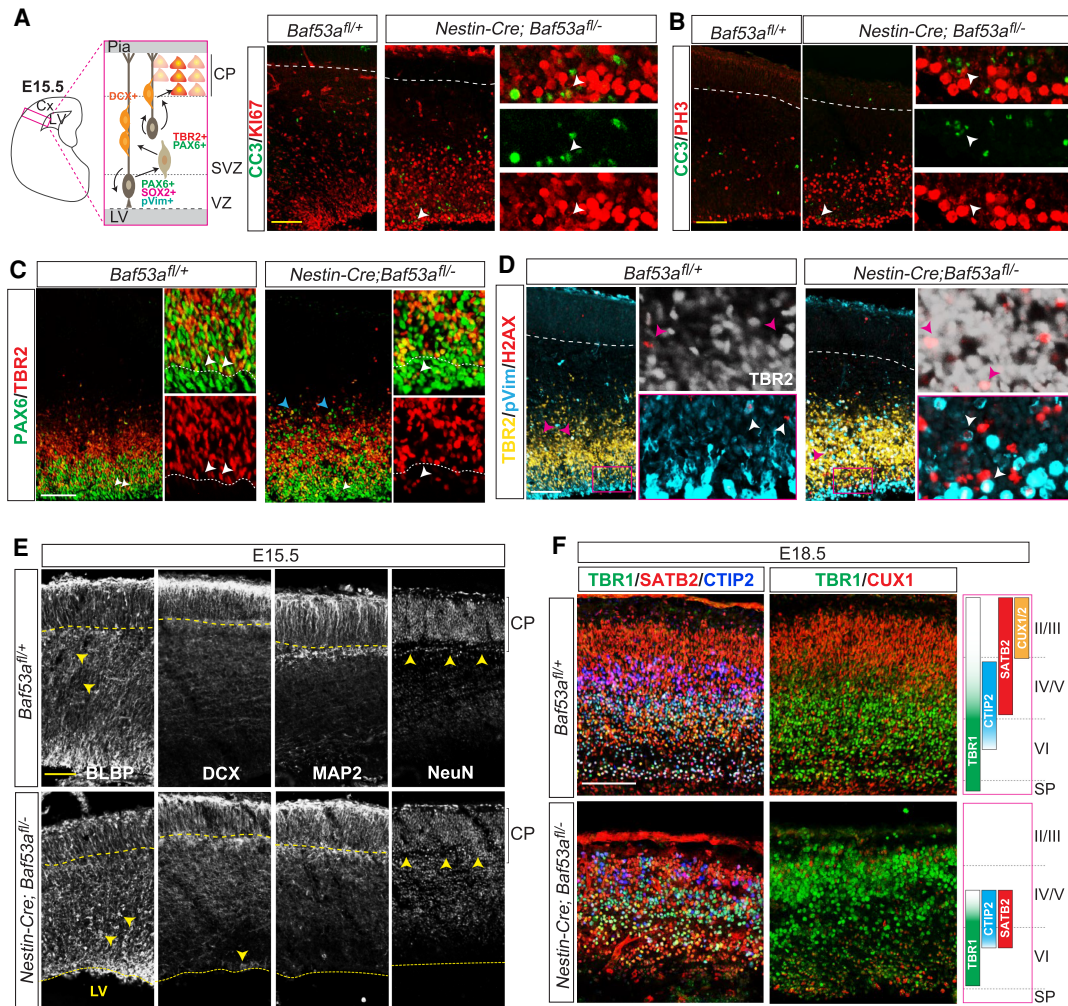 A
E15.5
Cx
LV
Pia
CP
DCX+
TBR2+
PAX6+
SVZ
PAX6+
SOX2+
pVim+
VZ
LV
Baf53a fl/+
Nestin-Cre; Baf53a fl/-
CC3/KI67
B
Baf53a fl/+
Nestin-Cre; Baf53a fl/-
CC3/PH3
C
Baf53a fl/+
Nestin-Cre;Baf53a fl/-
PAX6/TBR2
D
Baf53a fl/+
Nestin-Cre;Baf53a fl/-
TBR2/pVim/H2AX
TBR2
E
E15.5
Baf53a fl/+
BLBP
DCX
MAP2
NeuN
CP
Nestin-Cre; Baf53a fl/-
LV
CP
F
E18.5
TBR1/SATB2/CTIP2
TBR1/CUX1
Baf53a fl/+
TBR1
CTIP2
SATB2
CUX1/2
II/III
IV/V
VI
SP
Nestin-Cre; Baf53a fl/-
TBR1
CTIP2
SATB2
II/III
IV/V
VI
SP